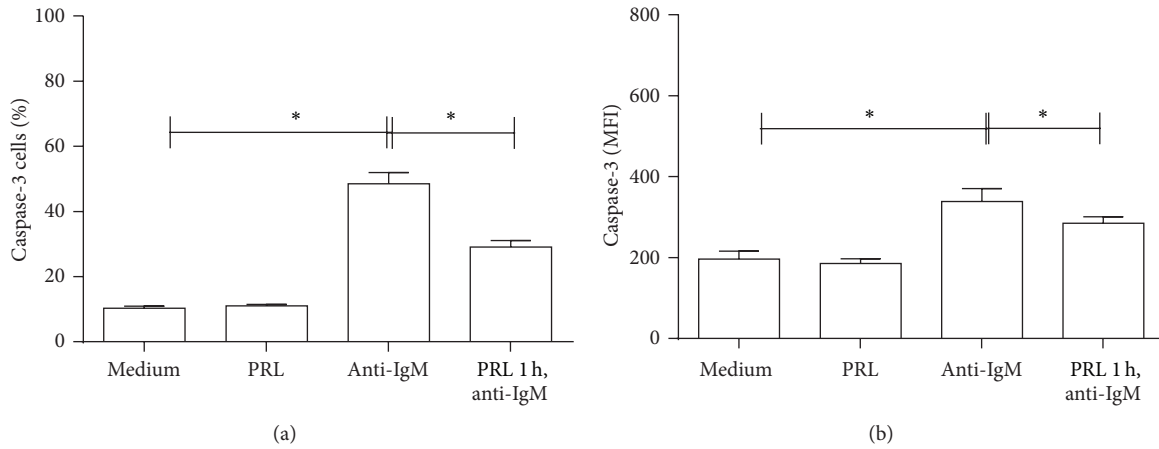 100
80
60
40
20
0
Caspase-3 cells (%)
*
*
Medium
PRL
Anti-IgM
PRL 1 h,
anti-IgM
(a)
800
600
400
200
0
Caspase-3 (MFI)
*
*
Medium
PRL
Anti-IgM
PRL 1 h,
anti-IgM
(b)